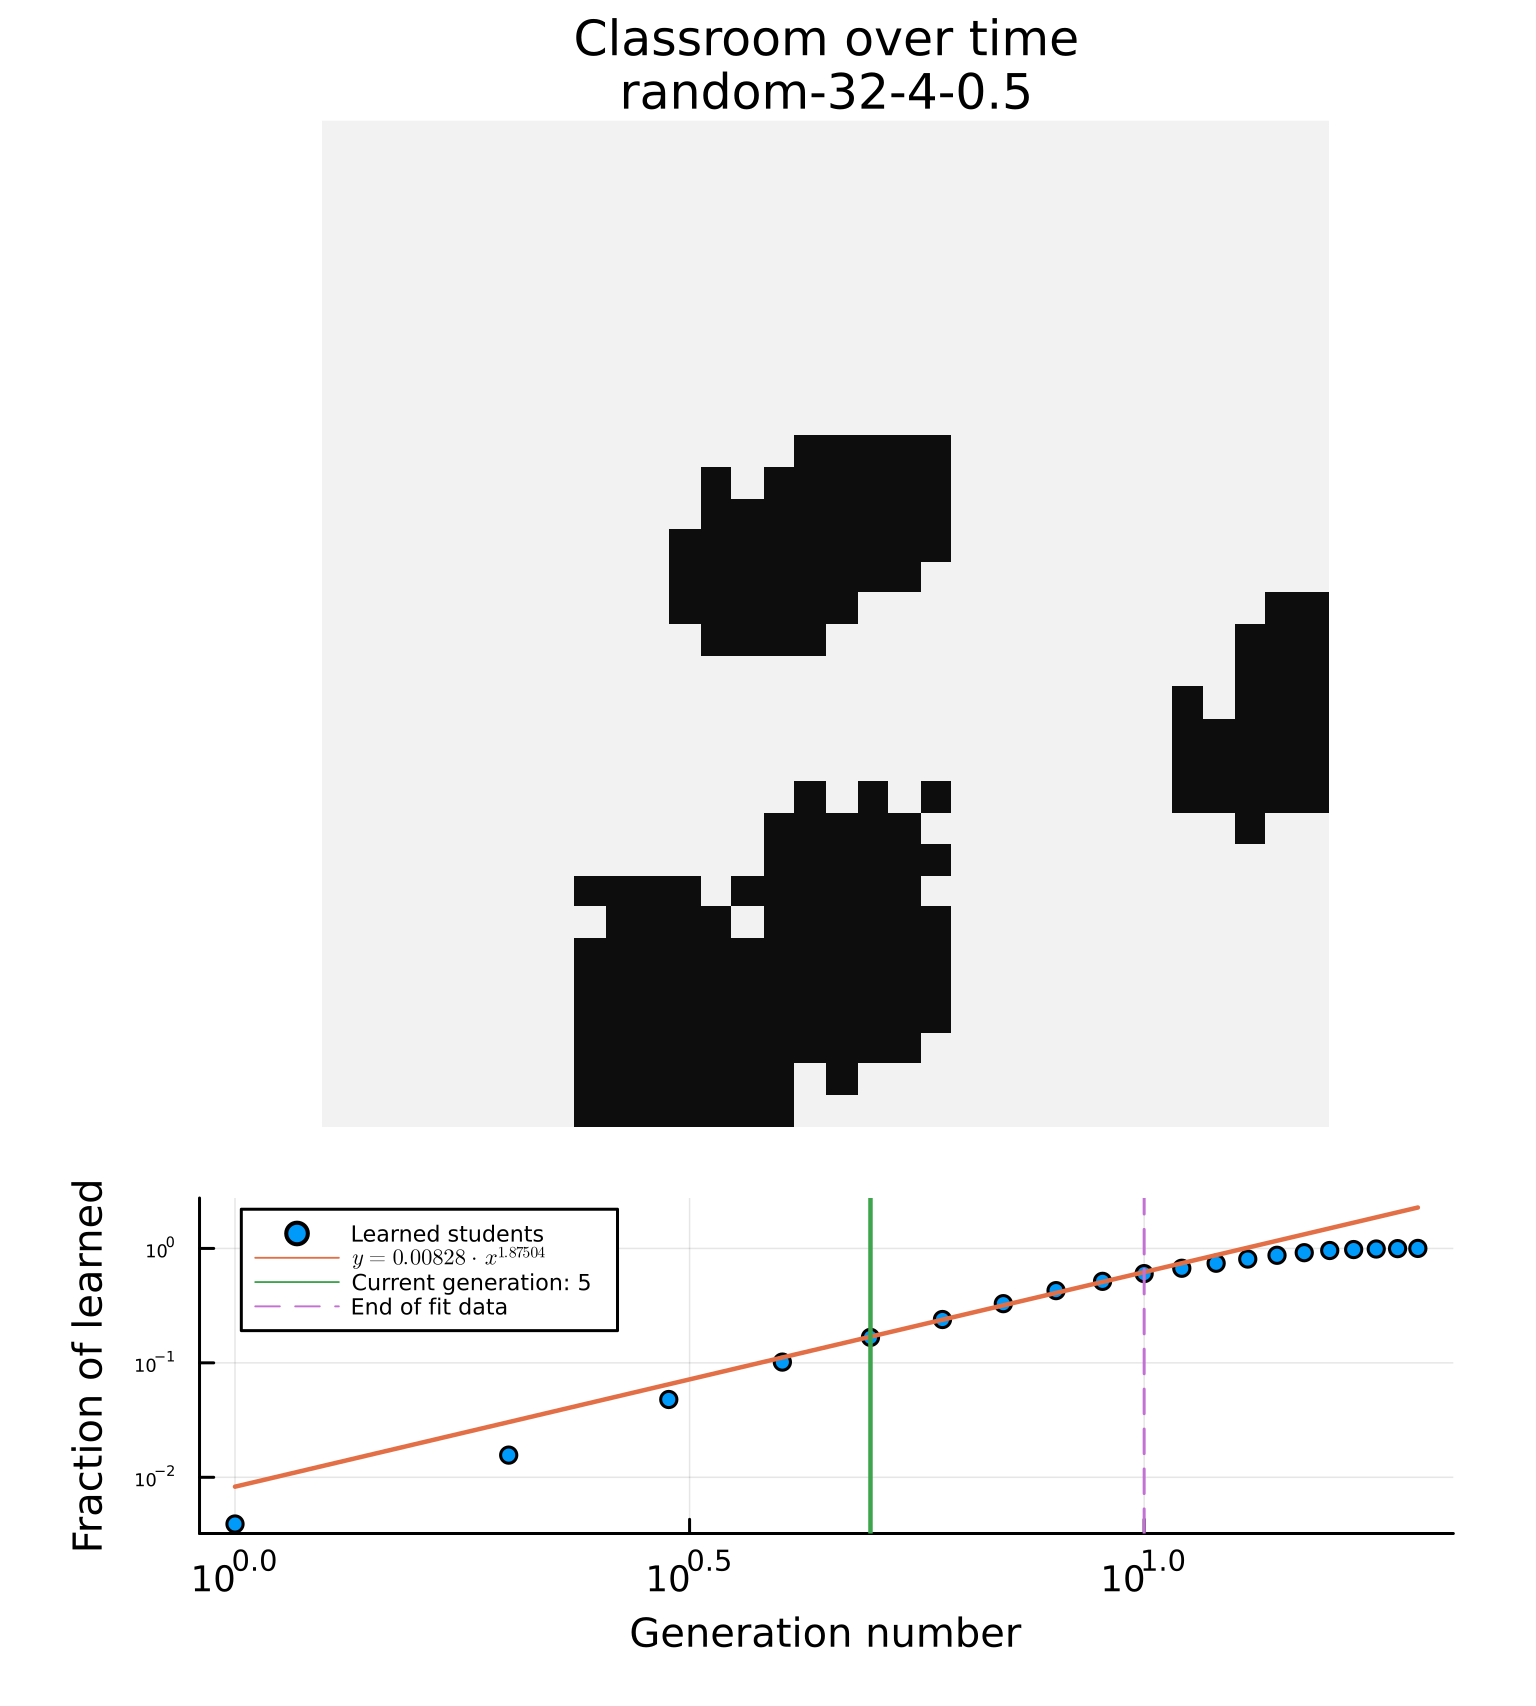 Classroom over time
random-32-4-0.5
Fraction of learned
Learned students
y = 0.00828 · x^1.87504
Current generation: 5
End of fit data
10^0
10^-1
10^-2
10^0.0 10^0.5 10^1.0
Generation number